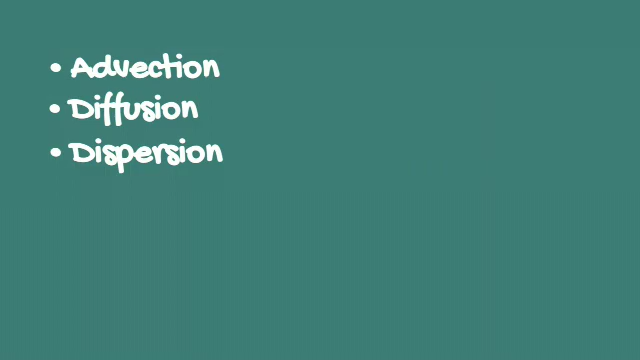 • Advection
• Diffusion
• Dispersion